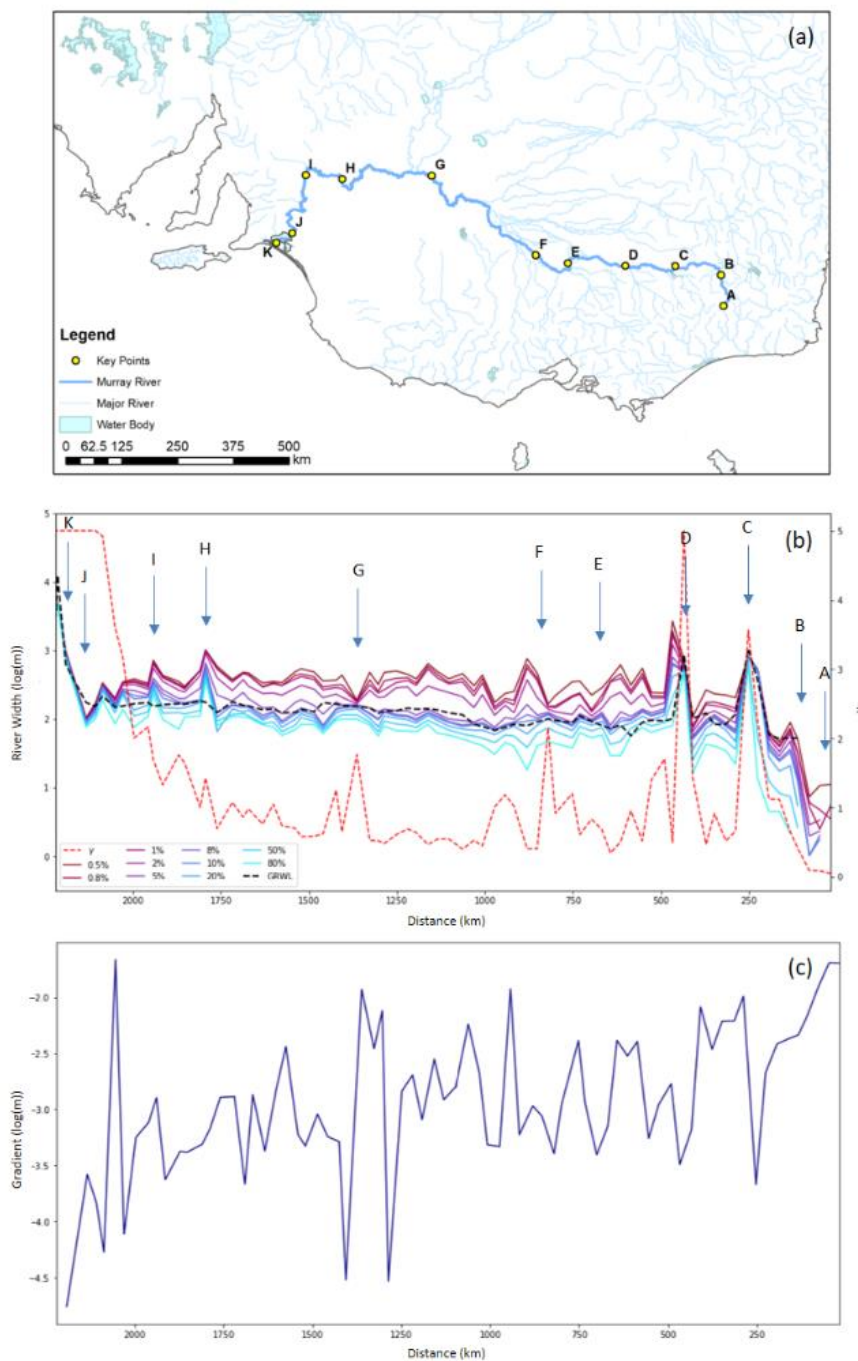 (a)
I
H
G
J
K
F
E
D
C
B
A
Legend
Key Points
Murray River
Major River
Water Body
0 62.5 125 250 375 500
km
(b)
K
J
I
H
G
F
E
D
C
B
A
River Width (log(m))
5
4
3
2
1
0
5
4
3
2
1
0
γ
0.5%
0.8%
1%
2%
5%
8%
10%
20%
50%
80%
GRWL
2000 1750 1500 1250 1000 750 500 250
Distance (km)
(c)
Gradient (log(m))
−2.0
−2.5
−3.0
−3.5
−4.0
−4.5
2000 1750 1500 1250 1000 750 500 250
Distance (km)